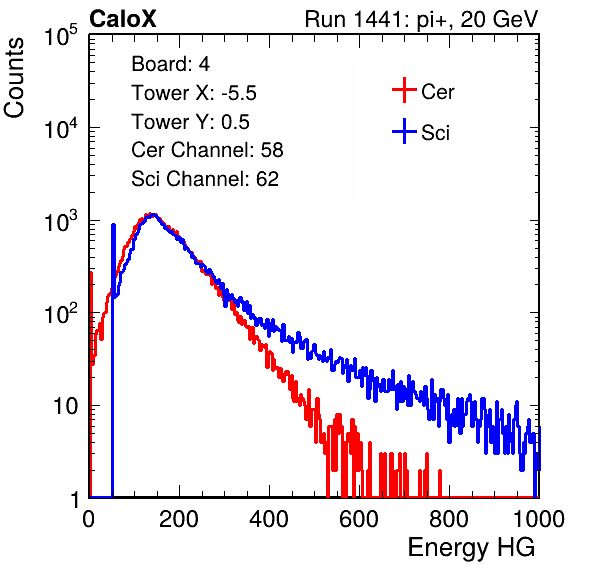 CaloX Run 1441: pi+, 20 GeV
Counts
Board: 4
Tower X: -5.5
Tower Y: 0.5
Cer Channel: 58
Sci Channel: 62
Cer
Sci
10^5
10^4
10^3
10^2
10
1
0 200 400 600 800 1000
Energy HG